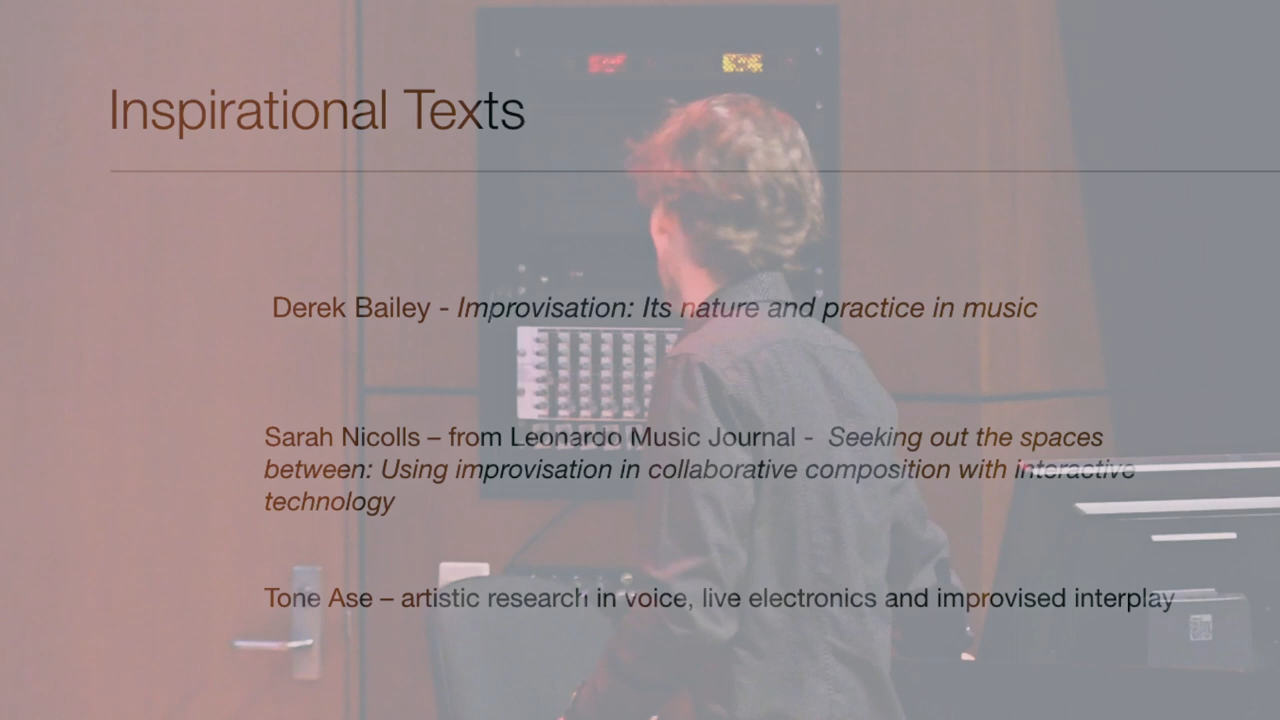 Inspirational Texts
Derek Bailey - Improvisation: Its nature and practice in music
Sarah Nicolls – from Leonardo Music Journal - Seeking out the spaces
between: Using improvisation in collaborative composition with interactive
technology
Tone Ase – artistic research in voice, live electronics and improvised interplay